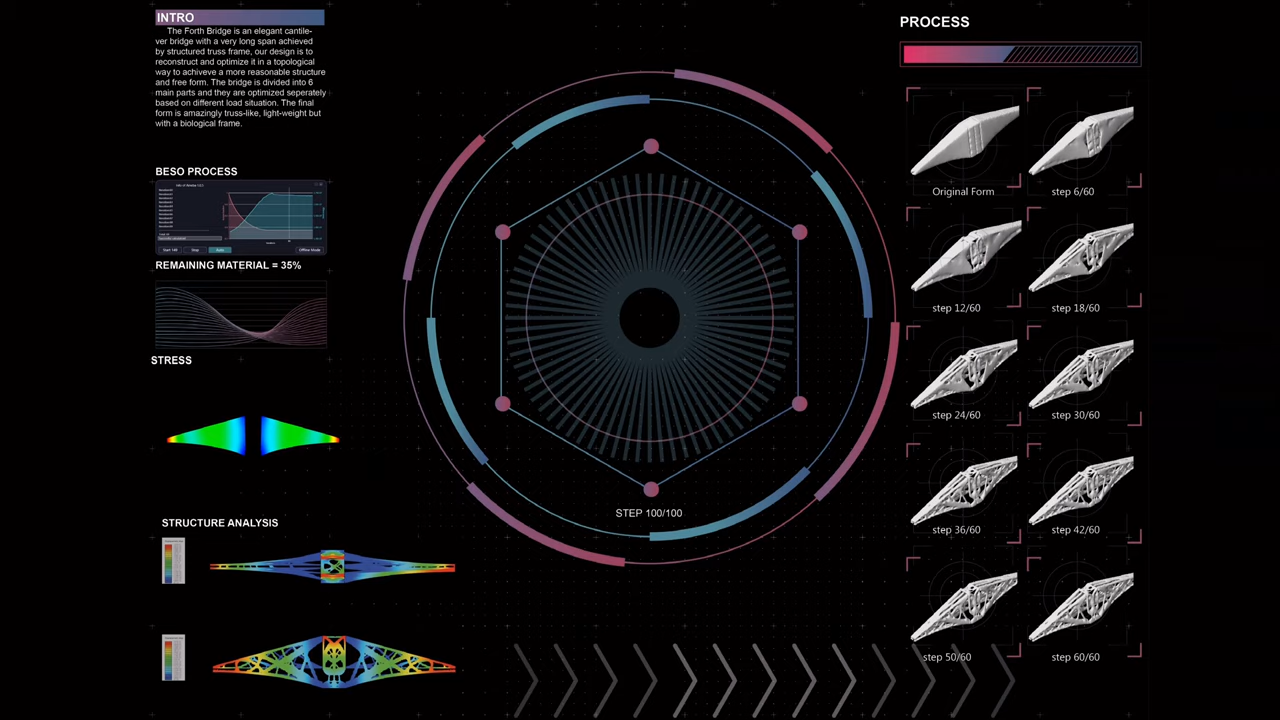 INTRO
The Forth Bridge is an elegant cantile-
ver bridge with a very long span achieved
by structured truss frame, our design is to
reconstruct and optimize it in a topological
way to achiveve a more reasonable structure
and free form. The bridge is divided into 6
main parts and they are optimized seperately
based on different load situation. The final
form is amazingly truss-like, light-weight but
with a biological frame.
BESO PROCESS
Stop
REMAINING MATERIAL = 35%
STRESS
STRUCTURE ANALYSIS
STEP 100/100
PROCESS
Original Form
step 6/60
step 12/60
step 18/60
step 24/60
step 30/60
step 36/60
step 42/60
step 50/60
step 60/60